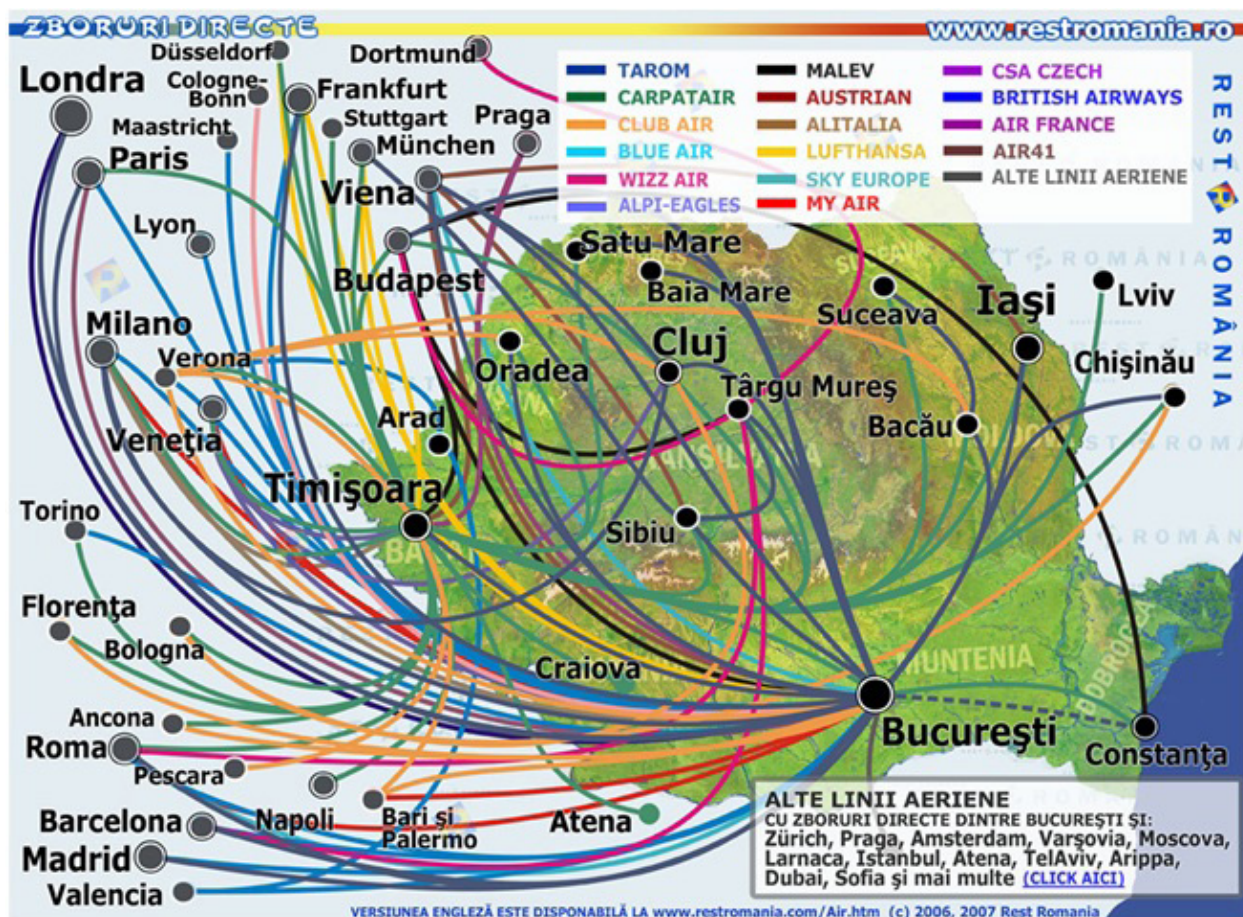 ZBORURI DIRECTE
www.restromania.ro
Düsseldorf
Dortmund
Londra
Cologne-
Bonn
Frankfurt
Maastricht
Stuttgart
Praga
Paris
München
Viena
Lyon
Budapest
TAROM
CARPATAIR
CLUB AIR
BLUE AIR
WIZZ AIR
ALPI-EAGLES
MALEV
AUSTRIAN
ALITALIA
LUFTHANSA
SKY EUROPE
MY AIR
CSA CZECH
BRITISH AIRWAYS
AIR FRANCE
AIR41
ALTE LINII AERIENE
REST ROMÂNIA
Satu Mare
Baia Mare
Suceava
Iaşi
Lviv
Milano
Verona
Oradea
Cluj
Târgu Mureş
Chişinău
Veneţia
Arad
Bacău
Timişoara
Torino
Sibiu
Florenţa
Bologna
Craiova
MUNTENIA
DOBROGEA
Ancona
Roma
Bucureşti
Constanţa
Pescara
Napoli
Bari şi
Palermo
Atena
Barcelona
Madrid
Valencia
ALTE LINII AERIENE
CU ZBORURI DIRECTE DINTRE BUCUREŞTI ŞI:
Zürich, Praga, Amsterdam, Varşovia, Moscova,
Larnaca, Istanbul, Atena, TelAviv, Arippa,
Dubai, Sofia şi mai multe (CLICK AICI)
VERSIUNEA ENGLEZĂ ESTE DISPONABILĂ LA www.restromania.com/Air.htm (c) 2006, 2007 Rest Romania